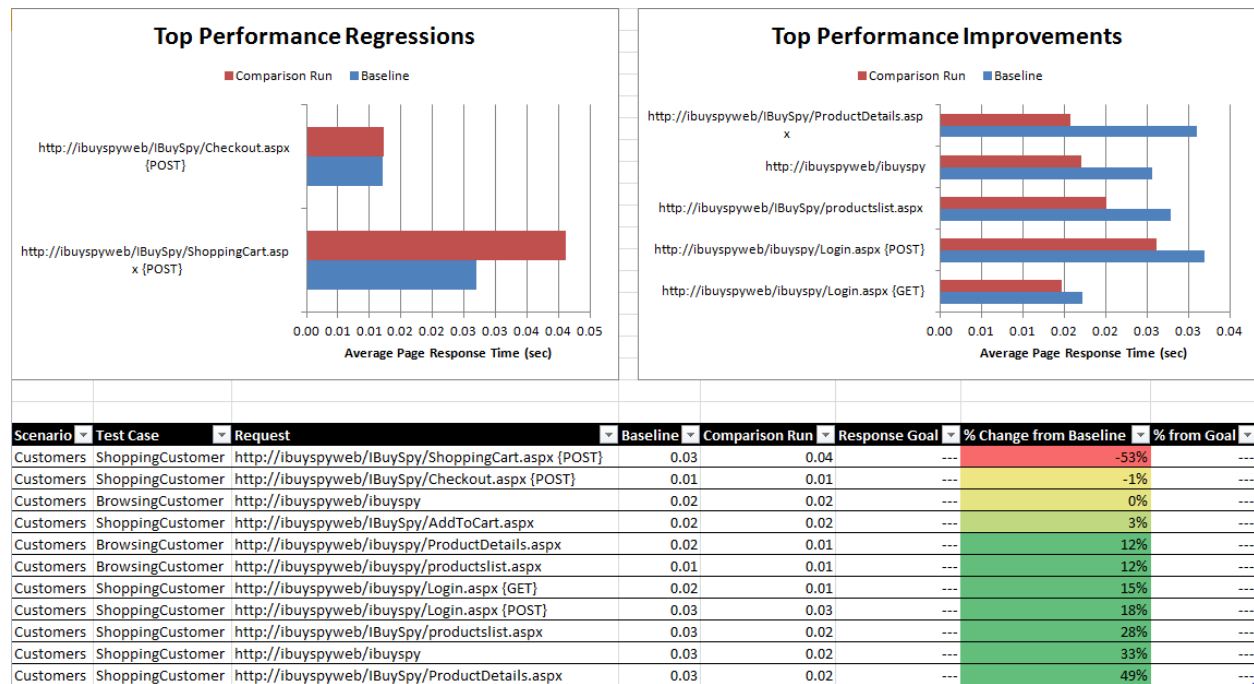 Top Performance Regressions
Comparison Run Baseline
http://ibuyspyweb/IBuySpy/Checkout.aspx
{POST}
http://ibuyspyweb/IBuySpy/ShoppingCart.asp
x {POST}
0.00 0.01 0.01 0.02 0.02 0.03 0.03 0.04 0.04 0.05
Average Page Response Time (sec)
Top Performance Improvements
Comparison Run Baseline
http://ibuyspyweb/IBuySpy/ProductDetails.asp
x
http://ibuyspyweb/ibuyspy
http://ibuyspyweb/IBuySpy/productslist.aspx
http://ibuyspyweb/ibuyspy/Login.aspx {POST}
http://ibuyspyweb/ibuyspy/Login.aspx {GET}
0.00 0.01 0.01 0.02 0.02 0.03 0.03 0.04
Average Page Response Time (sec)
Scenario Test Case Request Baseline Comparison Run Response Goal % Change from Baseline % from Goal
Customers ShoppingCustomer http://ibuyspyweb/IBuySpy/ShoppingCart.aspx {POST} 0.03 0.04 --- -53% ---
Customers ShoppingCustomer http://ibuyspyweb/IBuySpy/Checkout.aspx {POST} 0.01 0.01 --- -1% ---
Customers BrowsingCustomer http://ibuyspyweb/ibuyspy 0.02 0.02 --- 0% ---
Customers ShoppingCustomer http://ibuyspyweb/IBuySpy/AddToCart.aspx 0.02 0.02 --- 3% ---
Customers BrowsingCustomer http://ibuyspyweb/ibuyspy/ProductDetails.aspx 0.02 0.01 --- 12% ---
Customers BrowsingCustomer http://ibuyspyweb/ibuyspy/productslist.aspx 0.01 0.01 --- 12% ---
Customers ShoppingCustomer http://ibuyspyweb/ibuyspy/Login.aspx {GET} 0.02 0.01 --- 15% ---
Customers ShoppingCustomer http://ibuyspyweb/ibuyspy/Login.aspx {POST} 0.03 0.03 --- 18% ---
Customers ShoppingCustomer http://ibuyspyweb/IBuySpy/productslist.aspx 0.03 0.02 --- 28% ---
Customers ShoppingCustomer http://ibuyspyweb/ibuyspy 0.03 0.02 --- 33% ---
Customers ShoppingCustomer http://ibuyspyweb/IBuySpy/ProductDetails.aspx 0.03 0.02 --- 49% ---